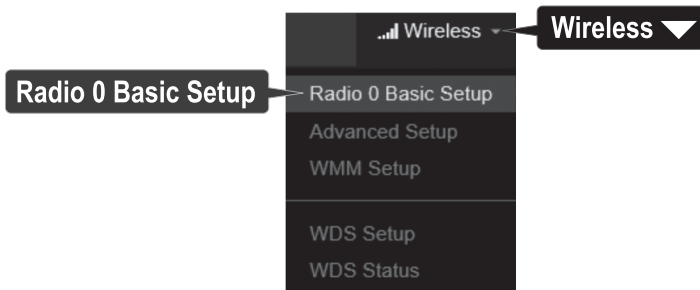 Wireless
Wireless
Radio 0 Basic Setup
Radio 0 Basic Setup
Advanced Setup
WMM Setup
WDS Setup
WDS Status